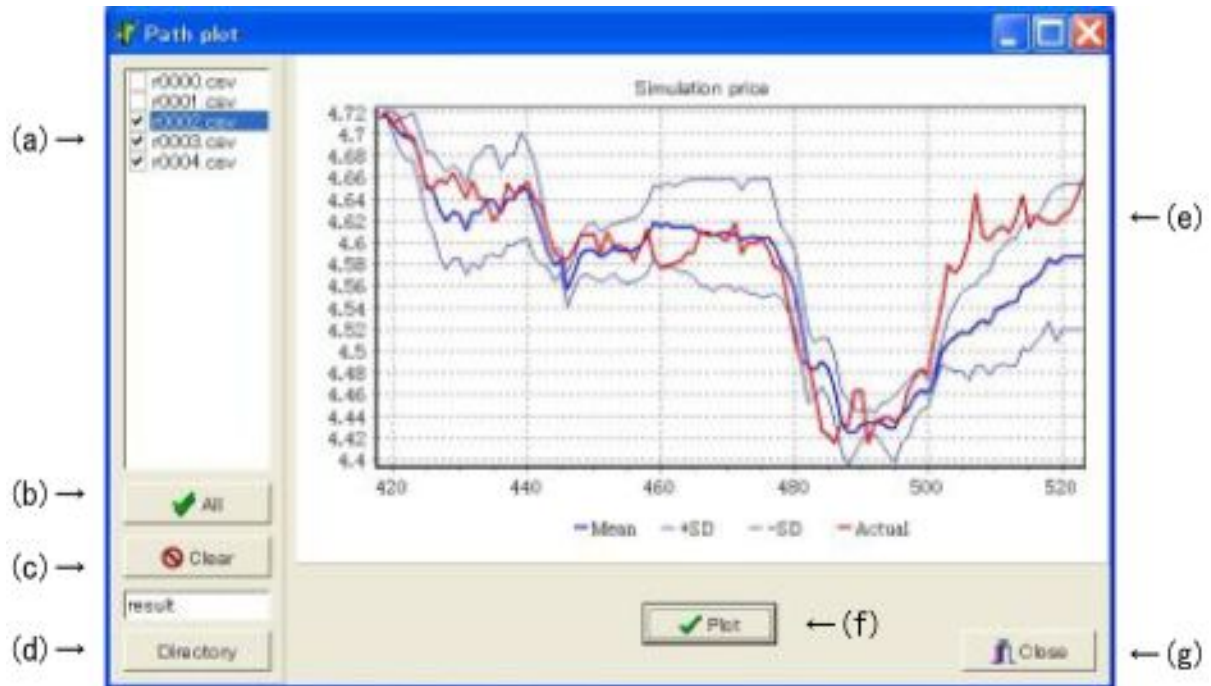 Path plot
r0000.csv
r0001.csv
r0002.csv
r0003.csv
r0004.csv
(a) →
Simulation price
4.72
4.7
4.68
4.66
4.64
4.62
4.6
4.58
4.56
4.54
4.52
4.5
4.48
4.46
4.44
4.42
4.4
420 440 460 480 500 520
Mean +SD -SD Actual
← (e)
(b) →
All
(c) →
Clear
result
(d) →
Directory
Plot
← (f)
Close
← (g)